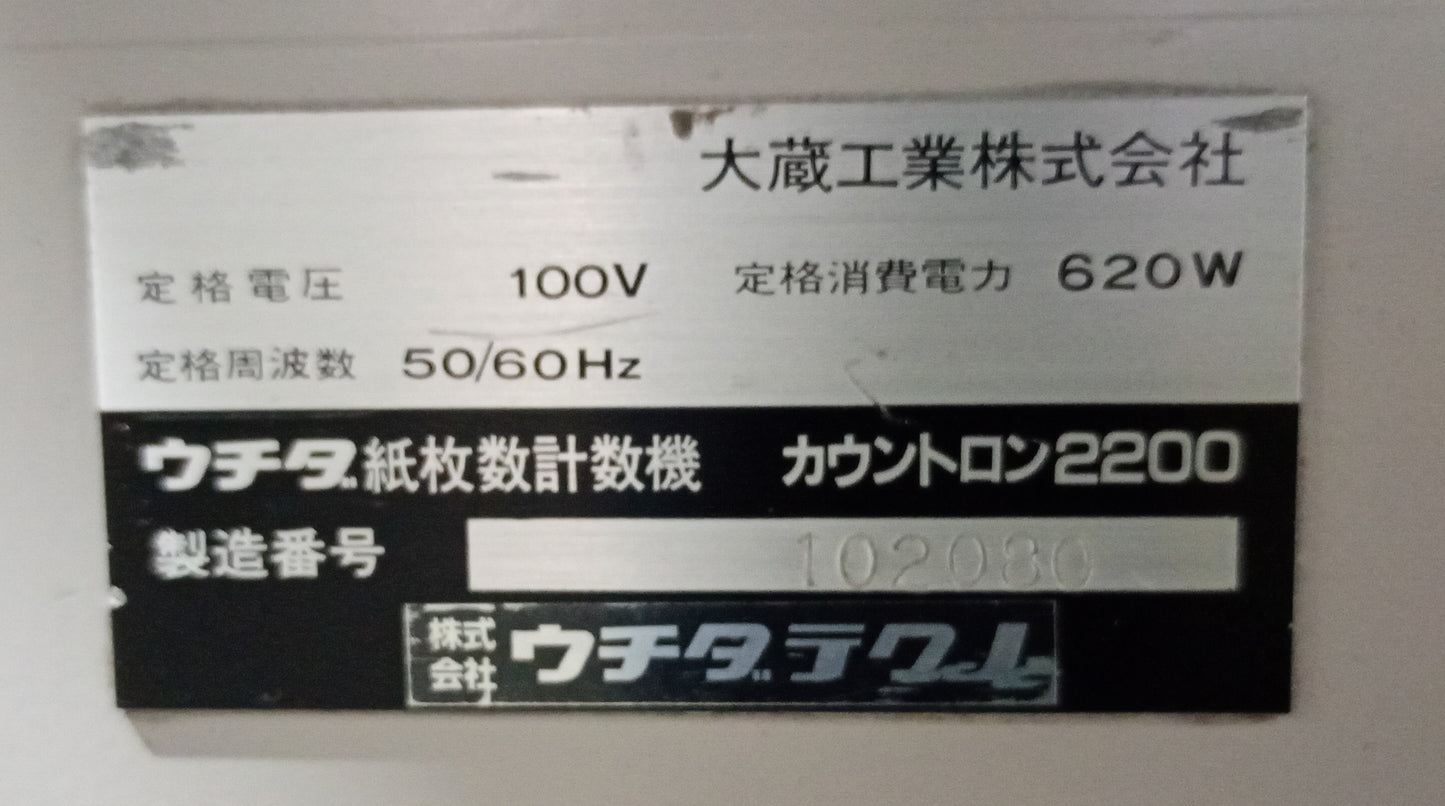 大蔵工業株式会社
定格電圧 100V 定格消費電力 620W
定格周波数 50/60Hz
ウチダ紙枚数計数機 カウントロン2200
製造番号 102080
株式会社 ウチダテクノ